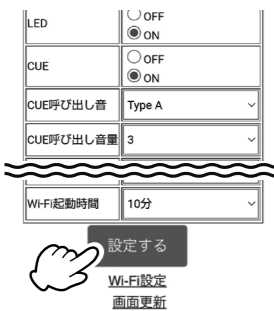 LED
OFF
ON
CUE
OFF
ON
CUE呼び出し音 Type A
CUE呼び出し音量 3
Wi-Fi起動時間 10分
設定する
Wi-Fi設定
画面更新